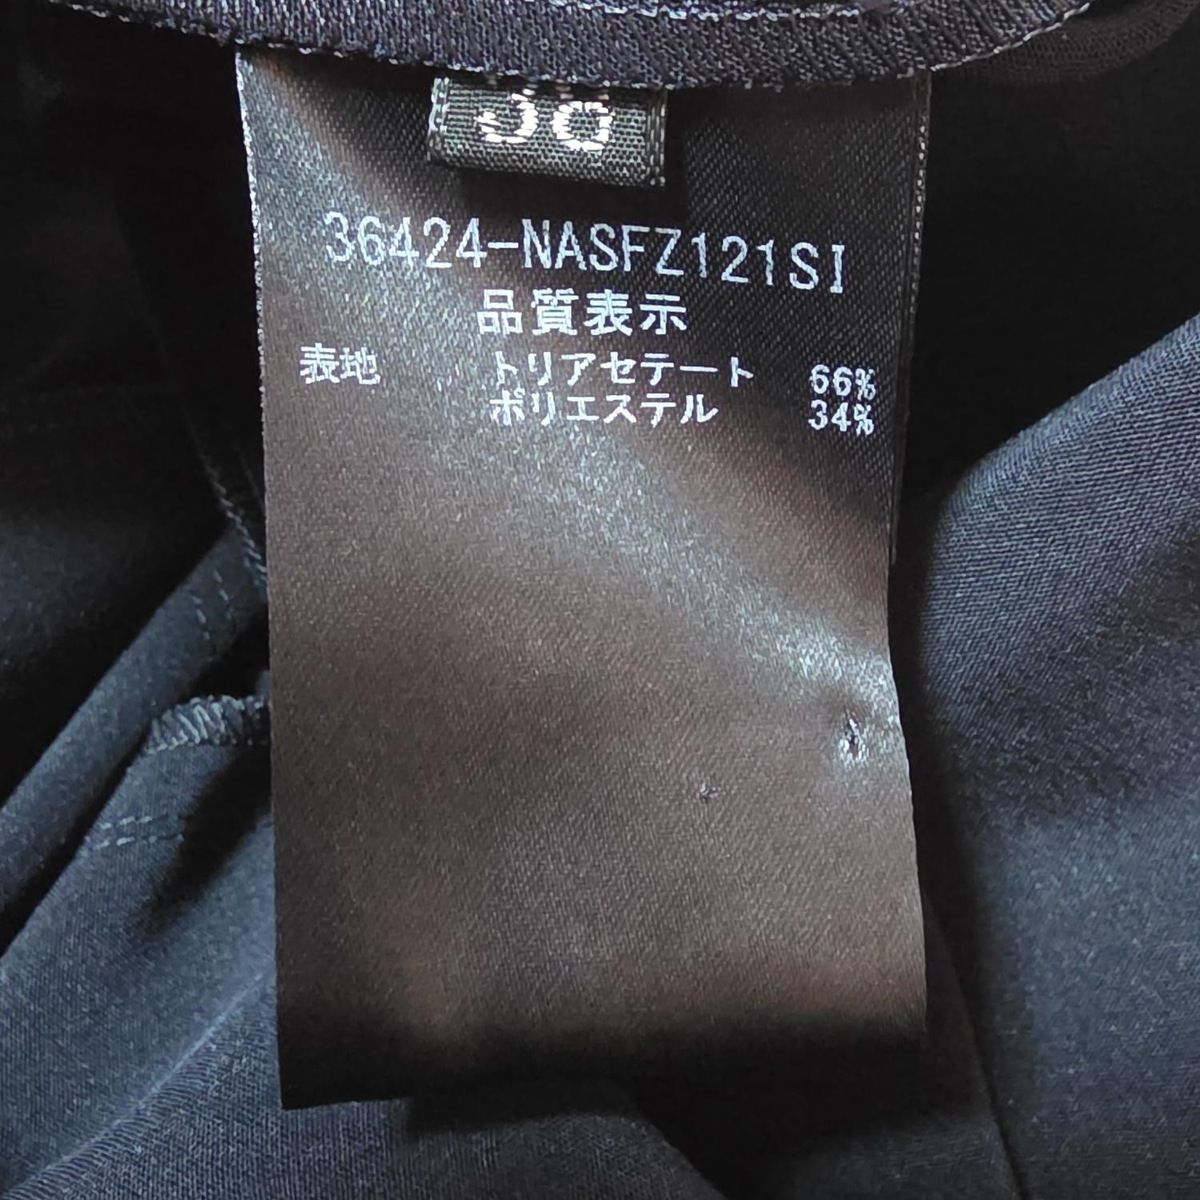 38
36424-NASFZ121SI
品質表示
表地 トリアセテート 66%
ポリエステル 34%